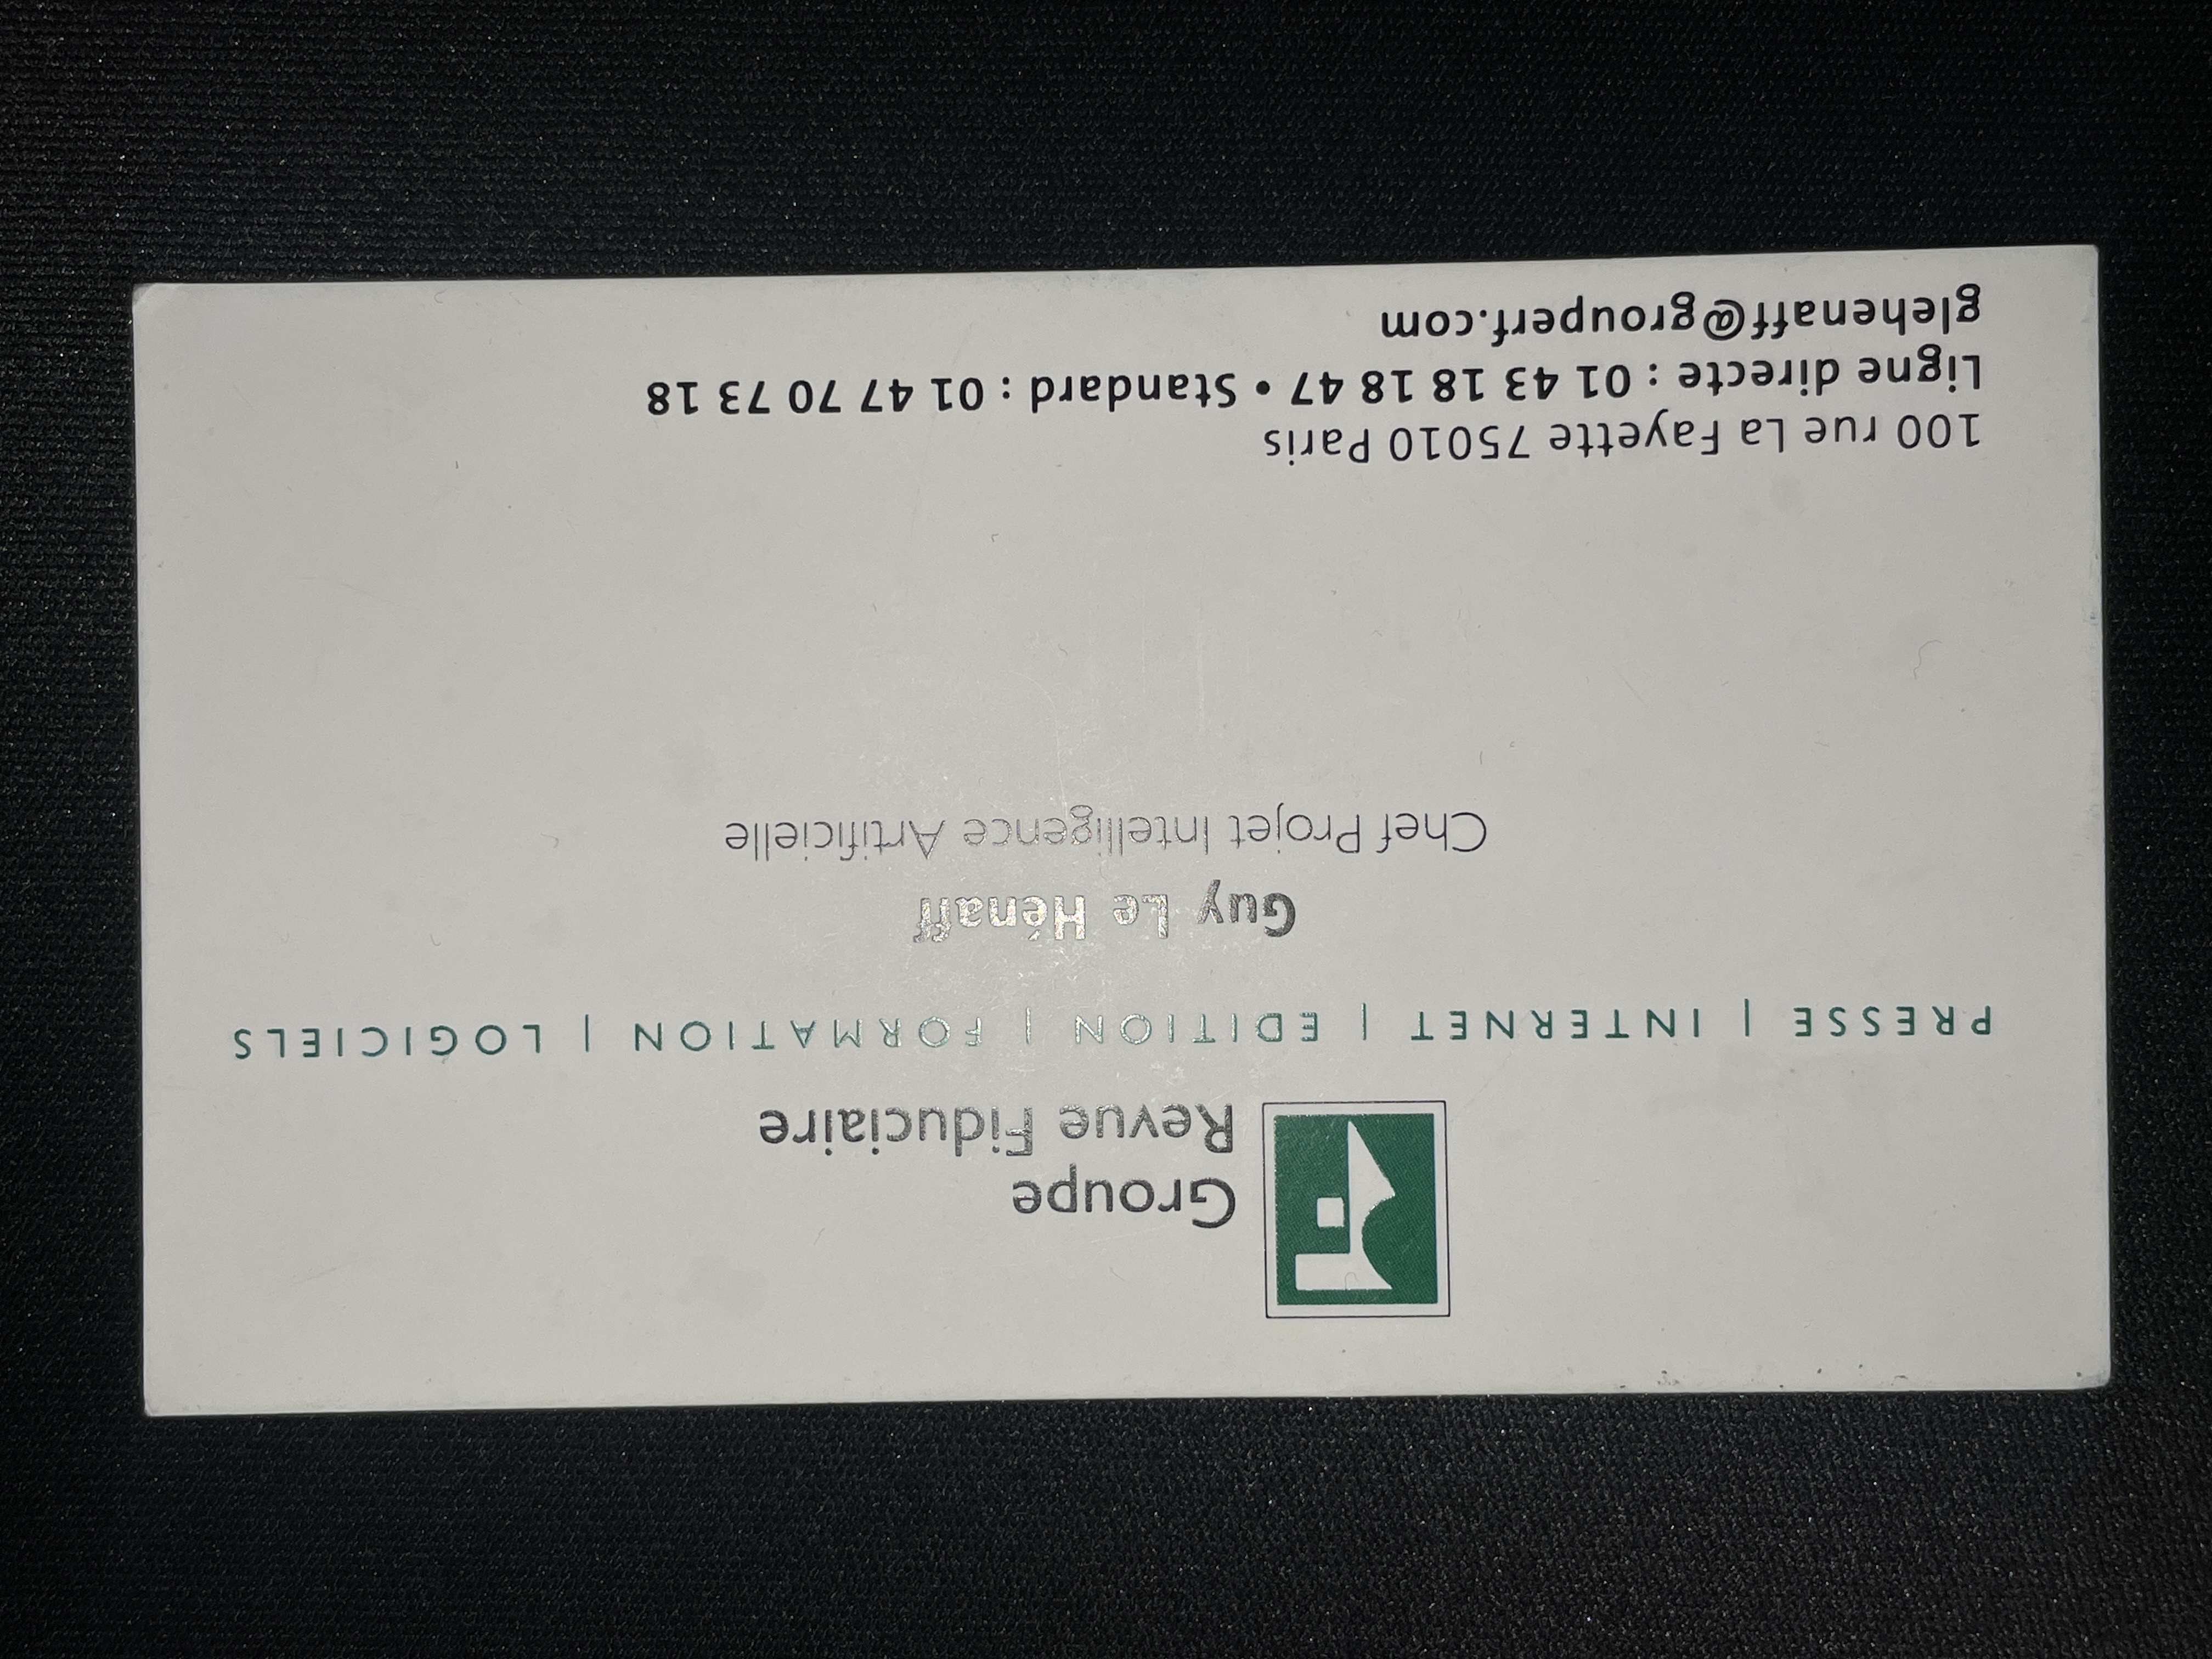 Groupe
Revue Fiduciaire
PRESSE | INTERNET | EDITION | FORMATION | LOGICIELS
Guy Le Hénaff
Chef Projet Intelligence Artificielle
100 rue La Fayette 75010 Paris
Ligne directe : 01 43 18 18 47 • Standard : 01 47 70 73 18
glehenaff@grouperf.com